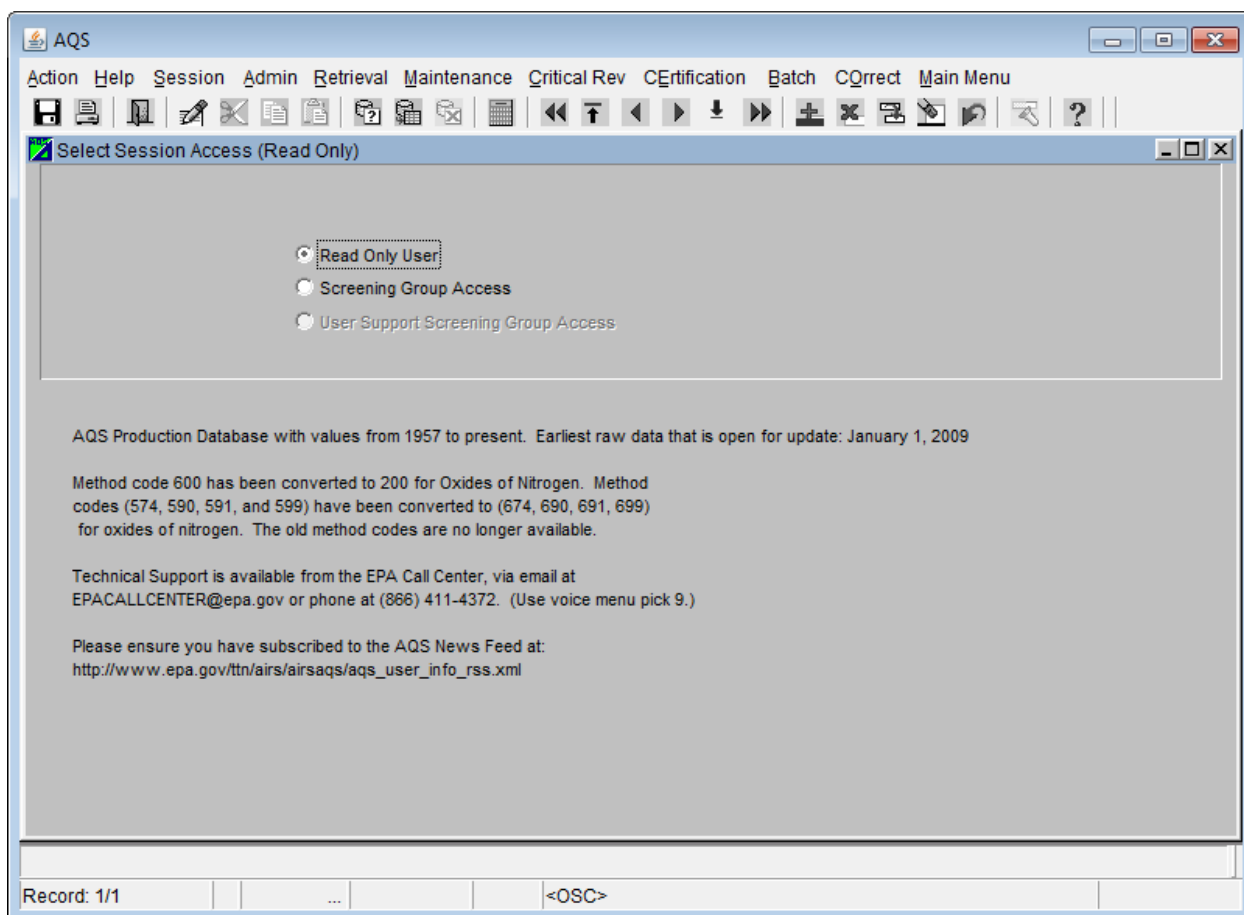 AQS
Action Help Session Admin Retrieval Maintenance Critical Rev CErtification Batch COrrect Main Menu
Select Session Access (Read Only)
Read Only User
Screening Group Access
User Support Screening Group Access
AQS Production Database with values from 1957 to present. Earliest raw data that is open for update: January 1, 2009
Method code 600 has been converted to 200 for Oxides of Nitrogen. Method
codes (574, 590, 591, and 599) have been converted to (674, 690, 691, 699)
for oxides of nitrogen. The old method codes are no longer available.
Technical Support is available from the EPA Call Center, via email at
EPACALLCENTER@epa.gov or phone at (866) 411-4372. (Use voice menu pick 9.)
Please ensure you have subscribed to the AQS News Feed at:
http://www.epa.gov/ttn/airs/airsaqs/aqs_user_info_rss.xml
Record: 1/1 ... <OSC>